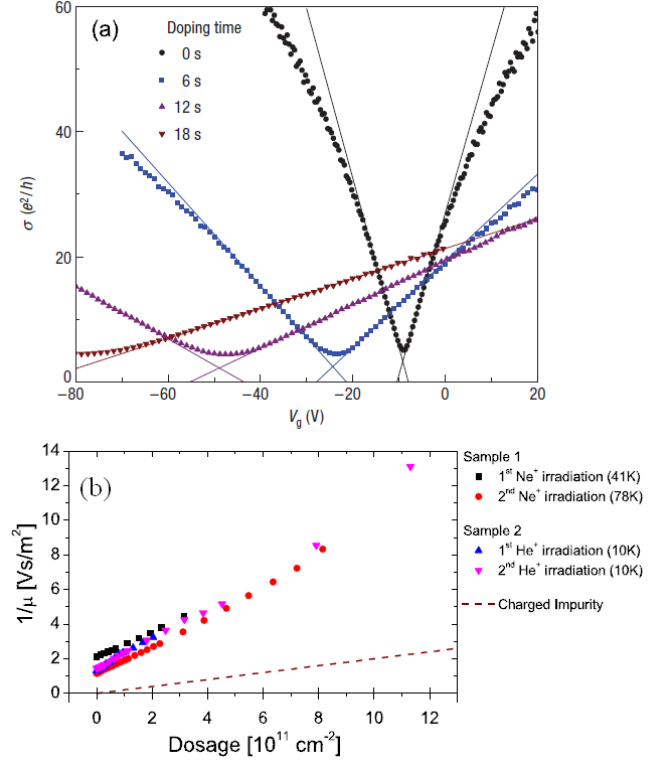 (a)
Doping time
0 s
6 s
12 s
18 s
60
40
20
0
σ (e²/h)
−80 −60 −40 −20 0 20
V_g (V)
(b)
14
12
10
8
6
4
2
0
1/μ [Vs/m²]
0 2 4 6 8 10 12
Dosage [10¹¹ cm⁻²]
Sample 1
1ˢᵗ Ne⁺ irradiation (41K)
2ⁿᵈ Ne⁺ irradiation (78K)
Sample 2
1ˢᵗ He⁺ irradiation (10K)
2ⁿᵈ He⁺ irradiation (10K)
Charged Impurity